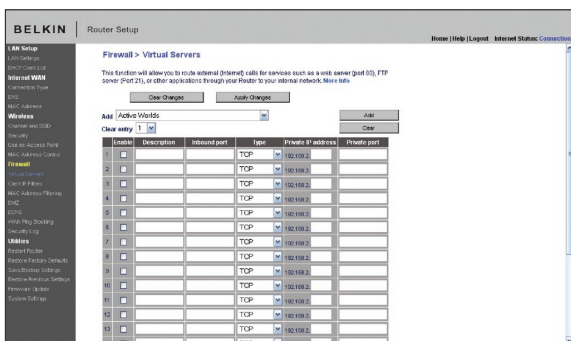 BELKIN
Router Setup
Home | Help | Logout Internet Status: Connection
LAN Setup
LAN Settings
DHCP Client List
Internet WAN
Connection Type
DNS
MAC Address
Wireless
Channel and SSID
Security
Use as Access Point
MAC Address Control
Firewall
Virtual Servers
Client IP Filters
MAC Address Filtering
DMZ
DDNS
WAN Ping Blocking
Security Log
Utilities
Restart Router
Restore Factory Defaults
Save/Backup Settings
Restore Previous Settings
Firmware Update
System Settings
Firewall > Virtual Servers
This function will allow you to route external (Internet) calls for services such as a web server (port 80), FTP
server (Port 21), or other applications through your Router to your internal network. More Info
Clear Changes Apply Changes
Add Active Worlds Add
Clear entry 1 Clear
Enable Description Inbound port Type Private IP address Private port
1 TCP 192.168.2.
2 TCP 192.168.2.
3 TCP 192.168.2.
4 TCP 192.168.2.
5 TCP 192.168.2.
6 TCP 192.168.2.
7 TCP 192.168.2.
8 TCP 192.168.2.
9 TCP 192.168.2.
10 TCP 192.168.2.
11 TCP 192.168.2.
12 TCP 192.168.2.
13 TCP 192.168.2.